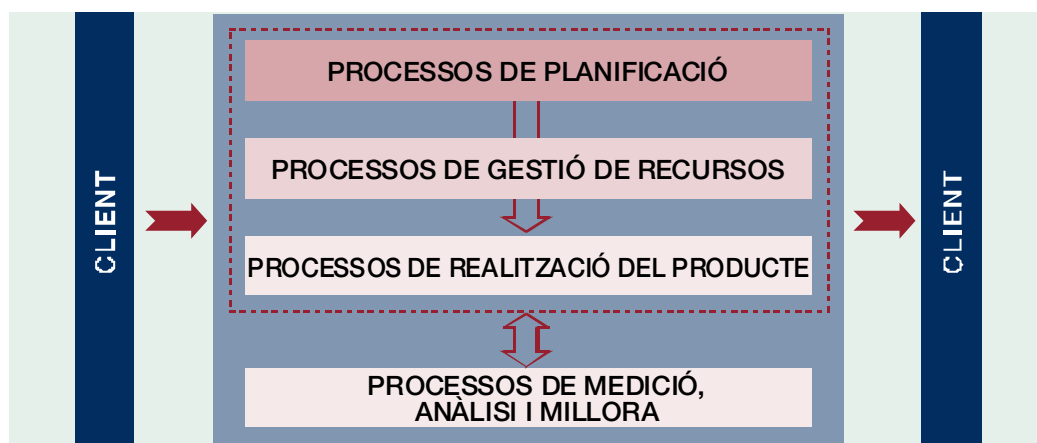 CLIENT
PROCESSOS DE PLANIFICACIÓ
PROCESSOS DE GESTIÓ DE RECURSOS
PROCESSOS DE REALITZACIÓ DEL PRODUCTE
PROCESSOS DE MEDICIÓ,
ANÀLISI I MILLORA
CLIENT